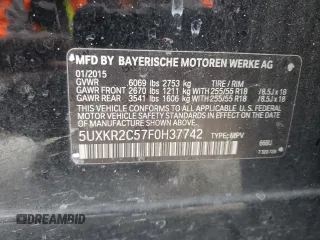 MFD BY BAYERISCHE MOTOREN WERKE AG
01/2015
GVWR 6069 lbs 2753 kg TIRE / RIM
GAWR FRONT 2670 lbs 1211 kg 255/55 R18 /8.5J x 18
GAWR REAR 3541 lbs 1606 kg 255/55 R18 /8.5J x 18
THIS VEHICLE CONFORMS TO ALL APPLICABLE U.S. FEDERAL
MOTOR VEHICLE SAFETY STANDARDS IN EFFECT ON THE
DATE OF MANUFACTURE SHOWN ABOVE.
5UXKR2C57F0H37742 TYPE: MPV
AUTOBIDMASTER